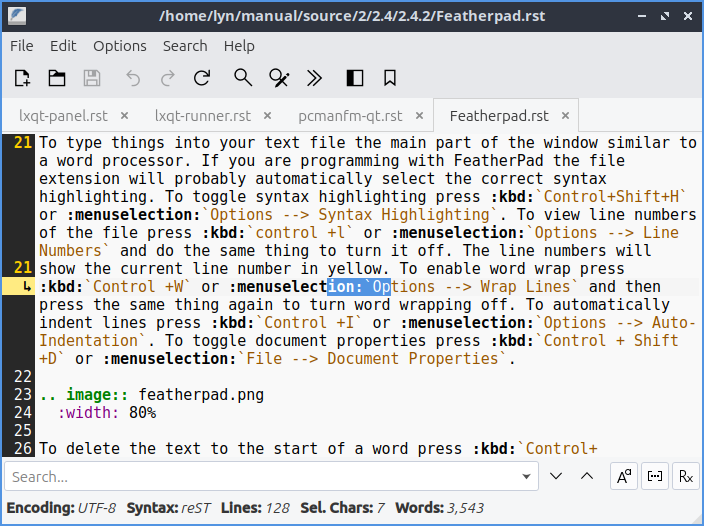 /home/lyn/manual/source/2/2.4/2.4.2/Featherpad.rst
File Edit Options Search Help
lxqt-panel.rst × lxqt-runner.rst × pcmanfm-qt.rst × Featherpad.rst ×
21 To type things into your text file the main part of the window similar to
a word processor. If you are programming with FeatherPad the file
extension will probably automatically select the correct syntax
highlighting. To toggle syntax highlighting press :kbd:`Control+Shift+H`
or :menuselection:`Options --> Syntax Highlighting`. To view line numbers
of the file press :kbd:`control +l` or :menuselection:`Options --> Line
Numbers` and do the same thing to turn it off. The line numbers will
21 show the current line number in yellow. To enable word wrap press
↳ :kbd:`Control +W` or :menuselection:`Options --> Wrap Lines` and then
press the same thing again to turn word wrapping off. To automatically
indent lines press :kbd:`Control +I` or :menuselection:`Options --> Auto-
Indentation`. To toggle document properties press :kbd:`Control + Shift
+D` or :menuselection:`File --> Document Properties`.
22
23 .. image:: featherpad.png
24 :width: 80%
25
26 To delete the text to the start of a word press :kbd:`Control+
Search... Aa Rx
Encoding: UTF-8 Syntax: reST Lines: 128 Sel. Chars: 7 Words: 3,543